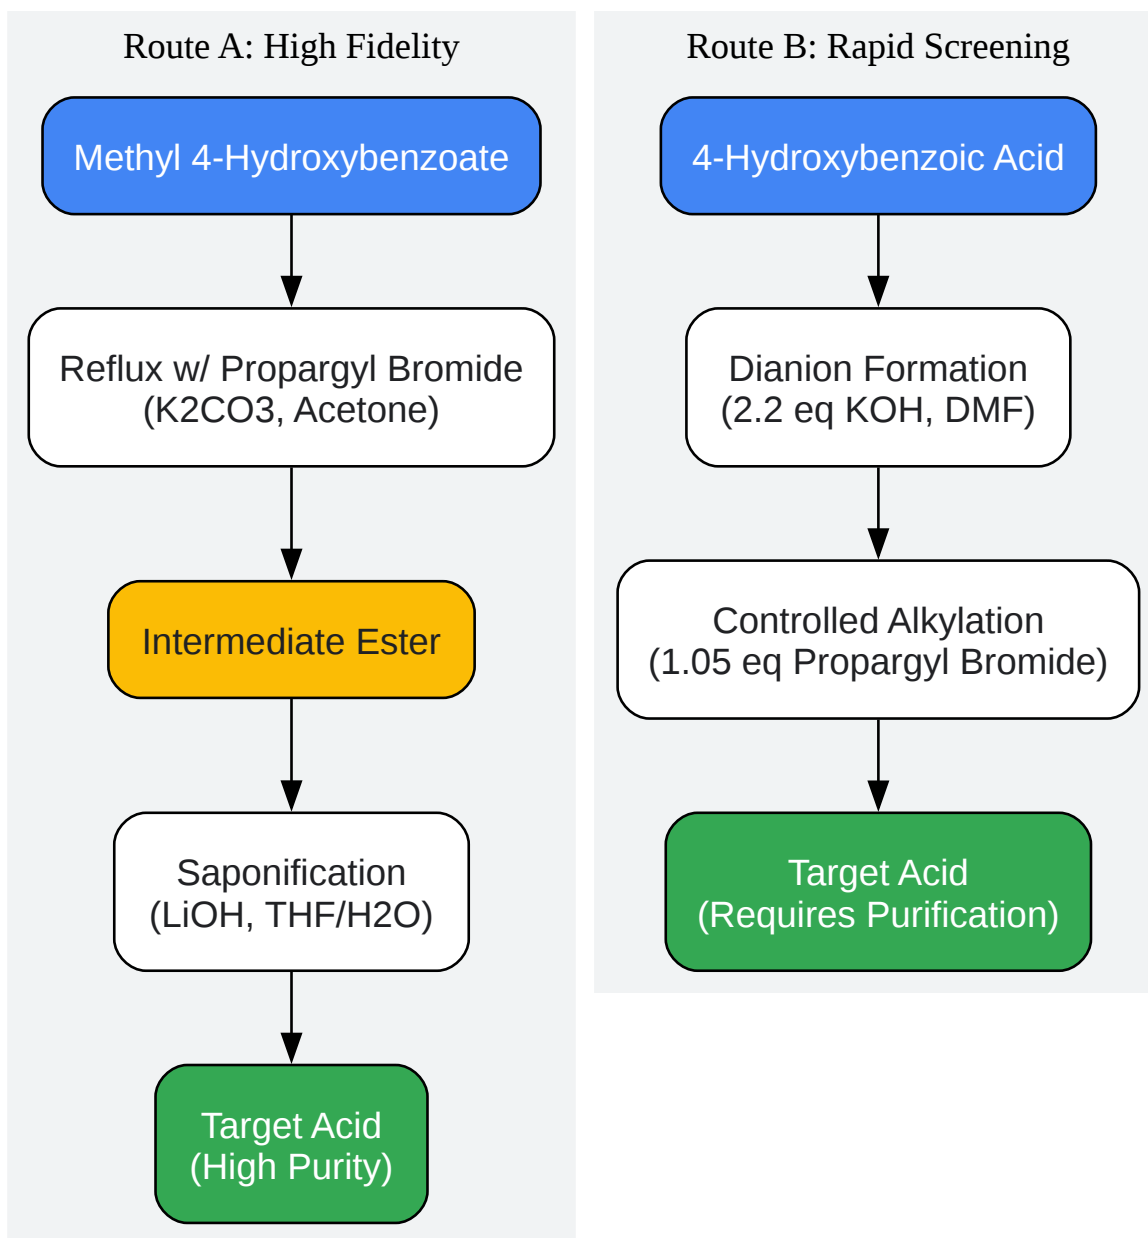 Route A: High Fidelity
Methyl 4-Hydroxybenzoate
Reflux w/ Propargyl Bromide
(K2CO3, Acetone)
Intermediate Ester
Saponification
(LiOH, THF/H2O)
Target Acid
(High Purity)
Route B: Rapid Screening
4-Hydroxybenzoic Acid
Dianion Formation
(2.2 eq KOH, DMF)
Controlled Alkylation
(1.05 eq Propargyl Bromide)
Target Acid
(Requires Purification)